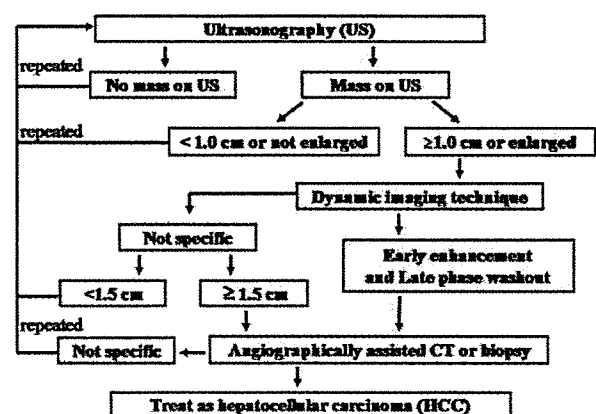 Ultrasonography (US)
repeated
No mass on US
Mass on US
repeated
< 1.0 cm or not enlarged
≥1.0 cm or enlarged
Dynamic imaging technique
Not specific
Early enhancement
and Late phase washout
<1.5 cm
≥ 1.5 cm
repeated
Not specific
Angiographically assisted CT or biopsy
Treat as hepatocellular carcinoma (HCC)